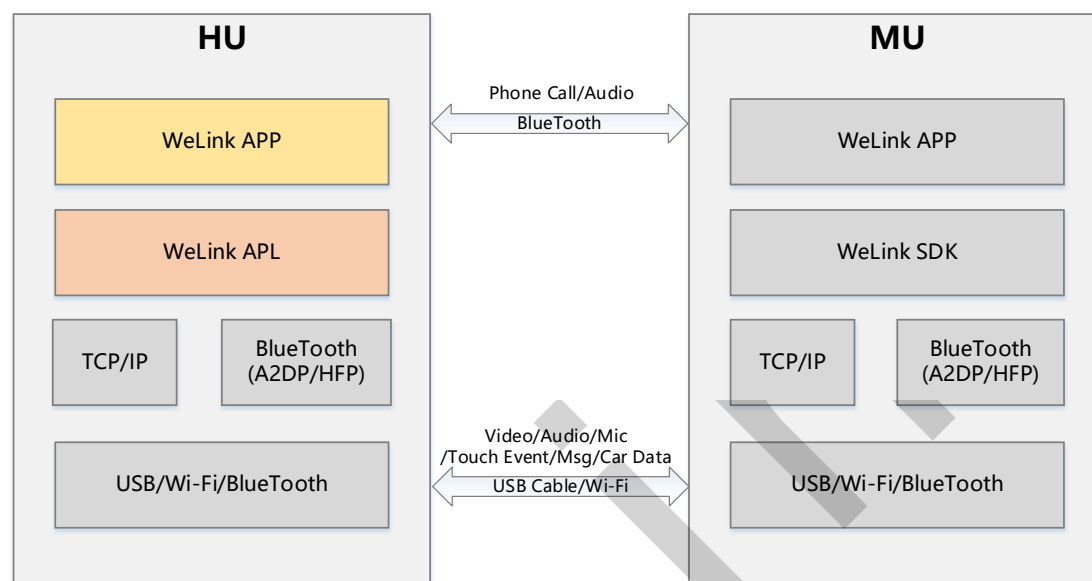 HU
WeLink APP
WeLink APL
TCP/IP
BlueTooth
(A2DP/HFP)
USB/Wi-Fi/BlueTooth
Phone Call/Audio
BlueTooth
Video/Audio/Mic
/Touch Event/Msg/Car Data
USB Cable/Wi-Fi
MU
WeLink APP
WeLink SDK
TCP/IP
BlueTooth
(A2DP/HFP)
USB/Wi-Fi/BlueTooth